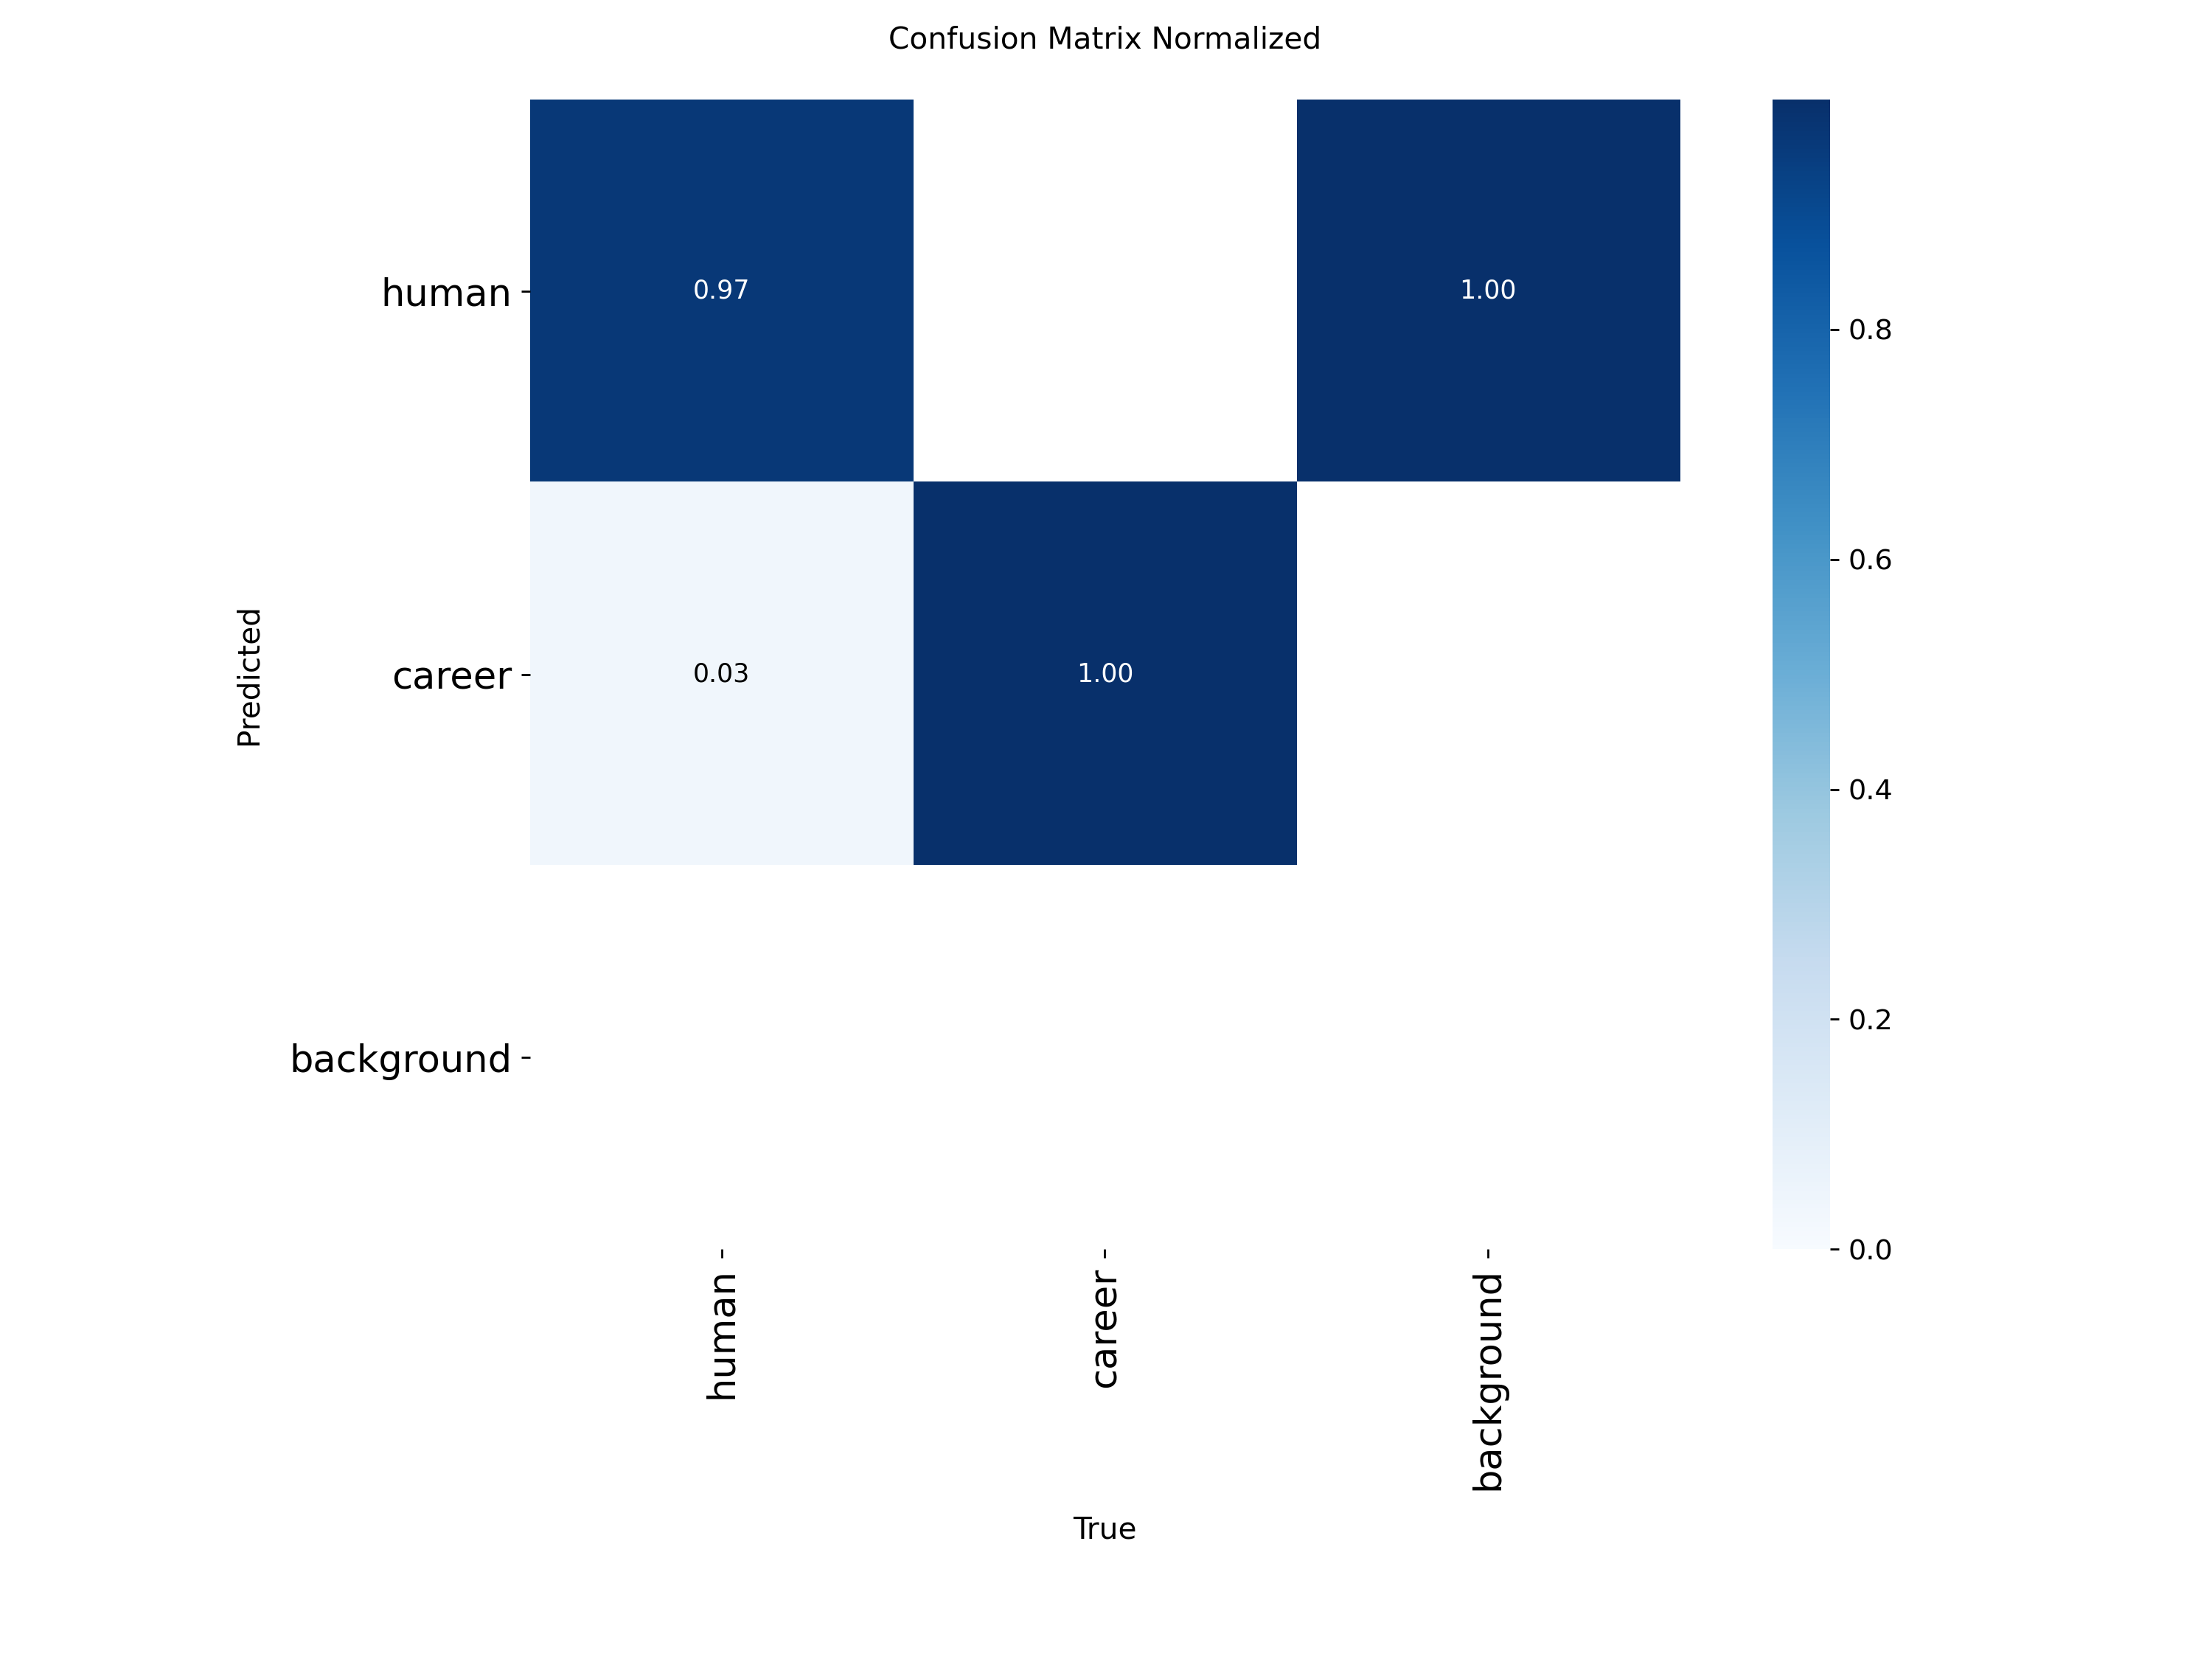 Confusion Matrix Normalized
human
0.97
1.00
0.8
0.6
Predicted
career
0.03
1.00
0.4
background
0.2
0.0
human
career
background
True